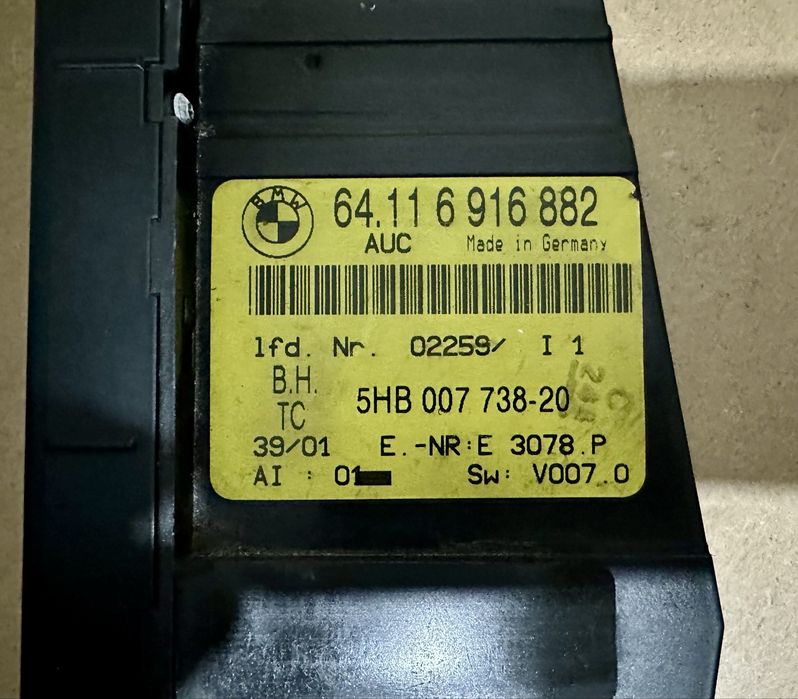 BMW
64.11 6 916 882
AUC Made in Germany
lfd. Nr. 02259/ I 1
B.H.
TC 5HB 007 738-20
39/01 E.-NR:E 3078.P
AI : 01 Sw: V007.0